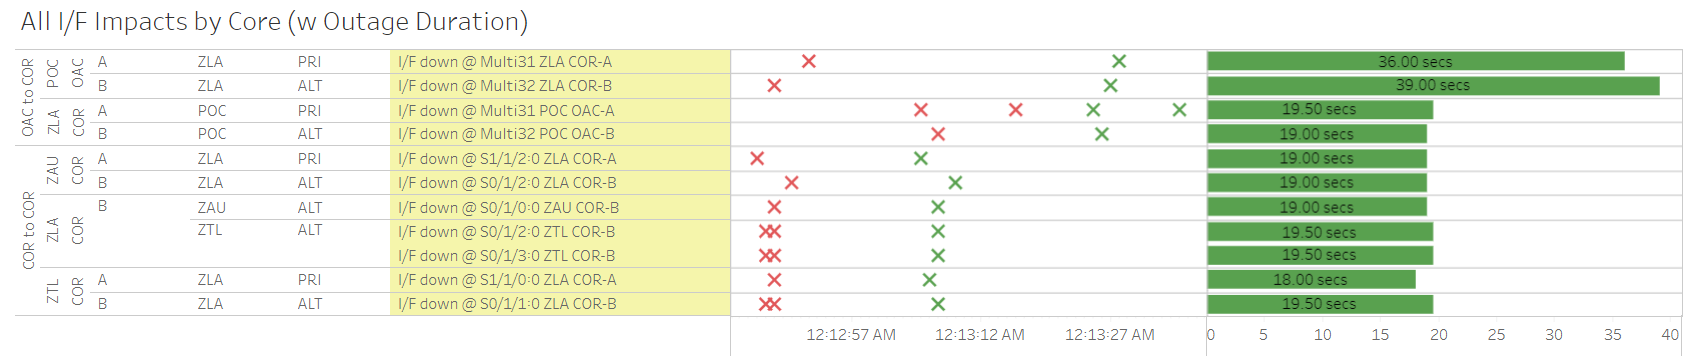 All I/F Impacts by Core (w Outage Duration)
OAC to COR
POC
OAC
A ZLA PRI I/F down @ Multi31 ZLA COR-A 36.00 secs
B ZLA ALT I/F down @ Multi32 ZLA COR-B 39.00 secs
ZLA
COR
A POC PRI I/F down @ Multi31 POC OAC-A 19.50 secs
B POC ALT I/F down @ Multi32 POC OAC-B 19.00 secs
COR to COR
ZAU
COR
A ZLA PRI I/F down @ S1/1/2:0 ZLA COR-A 19.00 secs
B ZLA ALT I/F down @ S0/1/2:0 ZLA COR-B 19.00 secs
ZLA
COR
B ZAU ALT I/F down @ S0/1/0:0 ZAU COR-B 19.00 secs
ZTL ALT I/F down @ S0/1/2:0 ZTL COR-B 19.50 secs
I/F down @ S0/1/3:0 ZTL COR-B 19.50 secs
ZTL
COR
A ZLA PRI I/F down @ S1/1/0:0 ZLA COR-A 18.00 secs
B ZLA ALT I/F down @ S0/1/1:0 ZLA COR-B 19.50 secs
12:12:57 AM 12:13:12 AM 12:13:27 AM 0 5 10 15 20 25 30 35 40